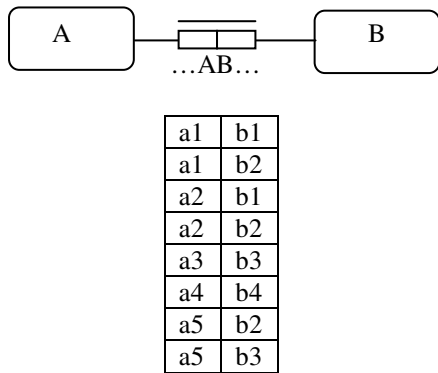 A B
…AB…
a1 b1
a1 b2
a2 b1
a2 b2
a3 b3
a4 b4
a5 b2
a5 b3